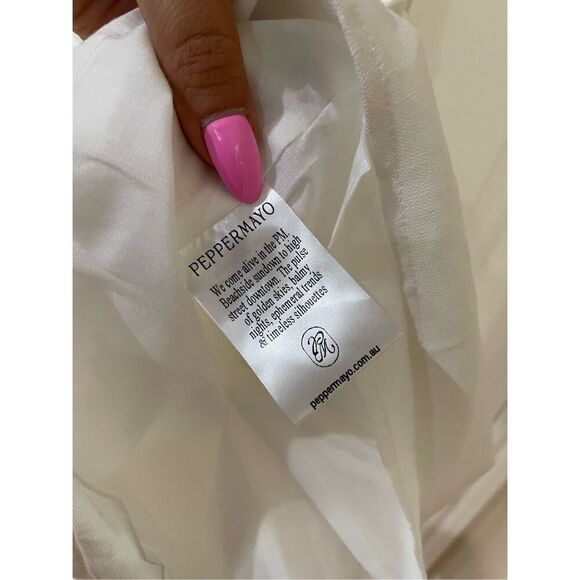 PEPPERMAYO
We come alive in the PM.
Beachside sundown to high
street downtown. The pulse
of golden skies, balmy
nights, ephemeral trends
& timeless silhouettes
peppermayo.com.au